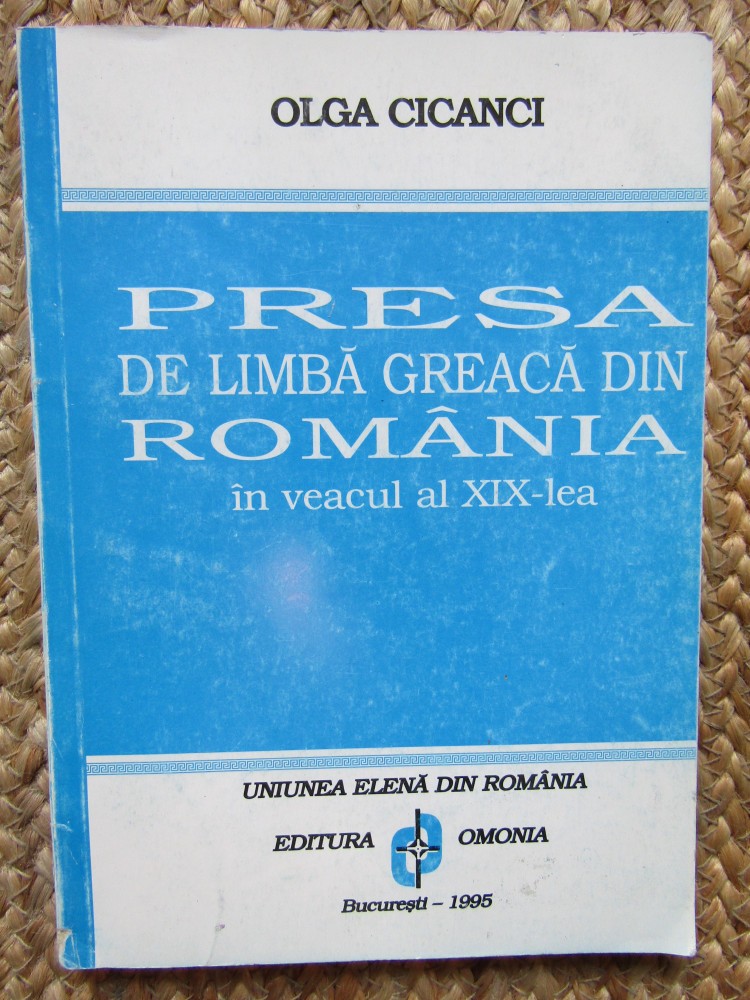 OLGA CICANCI
PRESA
DE LIMBĂ GREACĂ DIN
ROMÂNIA
în veacul al XIX-lea
UNIUNEA ELENĂ DIN ROMÂNIA
EDITURA OMONIA
Bucureşti - 1995